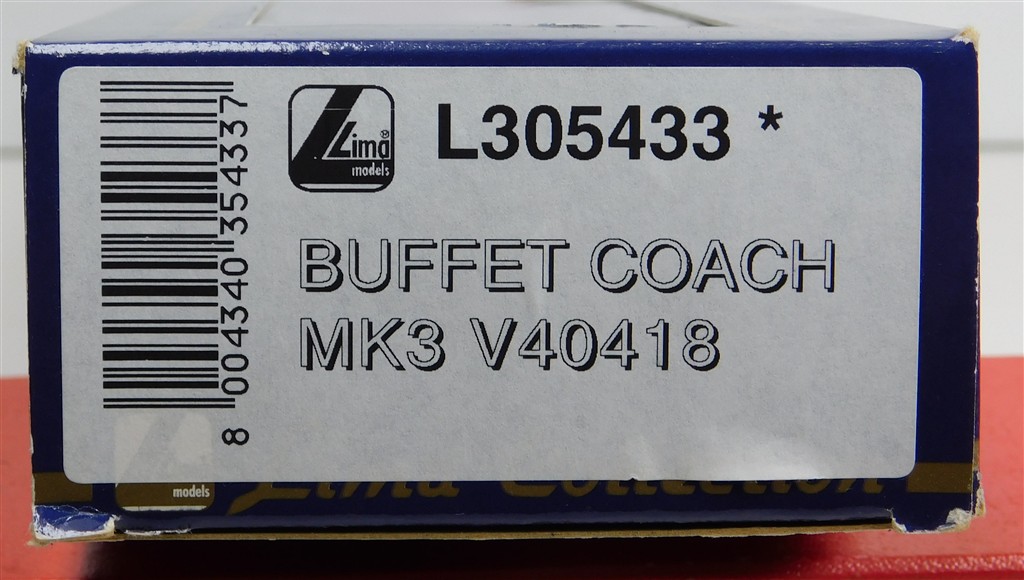 Lima®
models
L305433 *
BUFFET COACH
MK3 V40418
8 004340 354337
models
Lima Collection